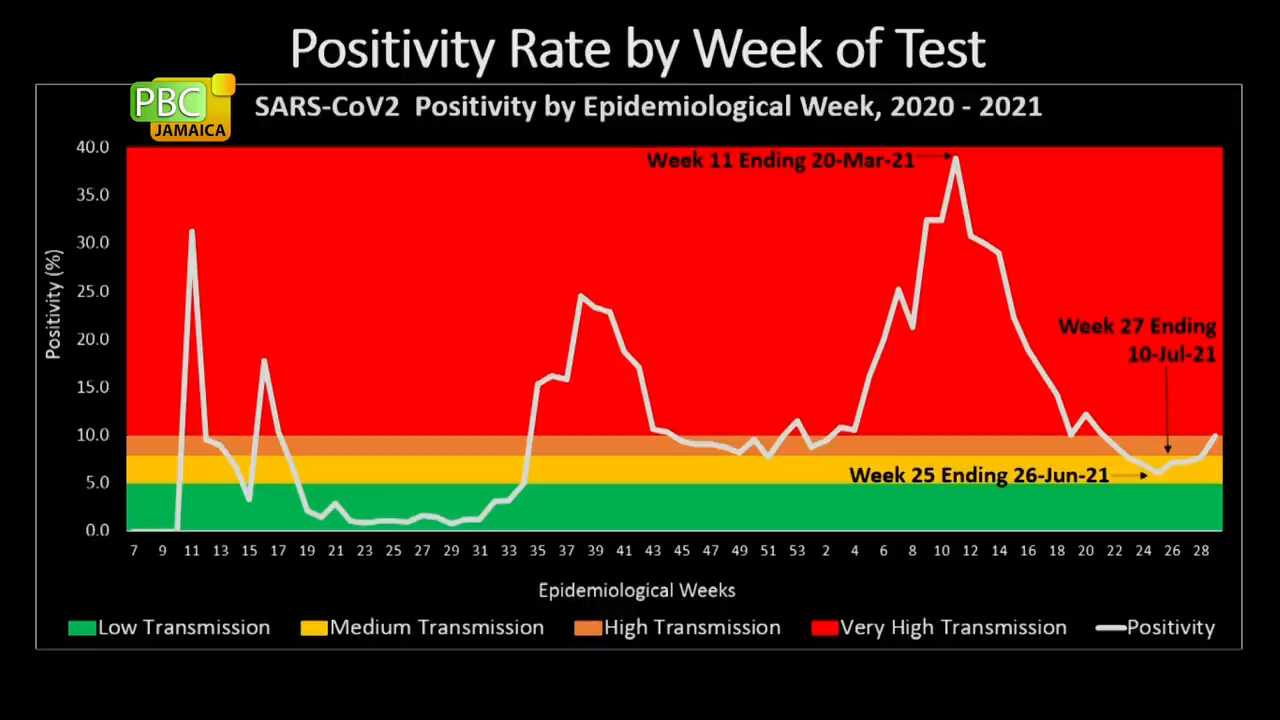 Positivity Rate by Week of Test
PBC
JAMAICA
SARS-CoV2 Positivity by Epidemiological Week, 2020 - 2021
40.0
35.0
30.0
25.0
20.0
15.0
10.0
5.0
0.0
Positivity (%)
Week 11 Ending 20-Mar-21
Week 27 Ending
10-Jul-21
Week 25 Ending 26-Jun-21
7 9 11 13 15 17 19 21 23 25 27 29 31 33 35 37 39 41 43 45 47 49 51 53 2 4 6 8 10 12 14 16 18 20 22 24 26 28
Epidemiological Weeks
Low Transmission Medium Transmission High Transmission Very High Transmission Positivity